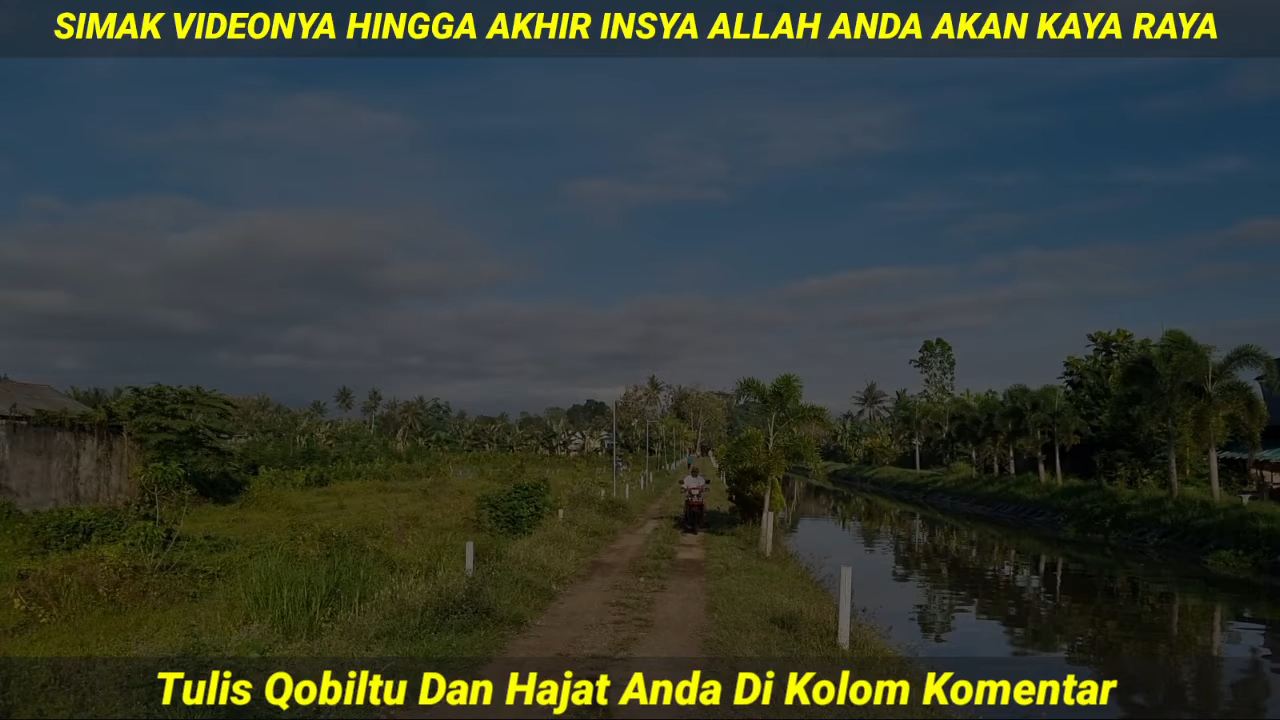 SIMAK VIDEONYA HINGGA AKHIR INSYA ALLAH ANDA AKAN KAYA RAYA
Tulis Qobiltu Dan Hajat Anda Di Kolom Komentar